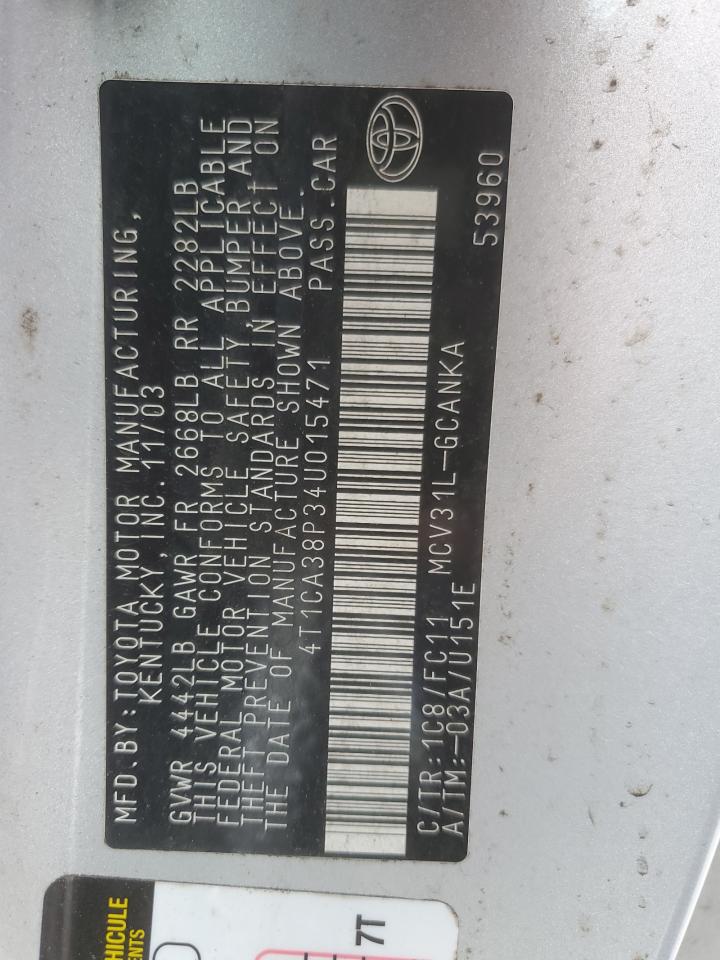 MFD.BY:TOYOTA MOTOR MANUFACTURING,
KENTUCKY,INC.11/03
GVWR 4442LB GAWR FR 2668LB RR 2282LB
THIS VEHICLE CONFORMS TO ALL APPLICABLE
FEDERAL MOTOR VEHICLE SAFETY, BUMPER AND
THEFT PREVENTION STANDARDS IN EFFECT ON
THE DATE OF MANUFACTURE SHOWN ABOVE.
4T1CA38P34U015471 PASS.CAR
C/TR:1C8/FC11 MCV31L-GCANKA
A/TM:-03A/U151E 53960
7T